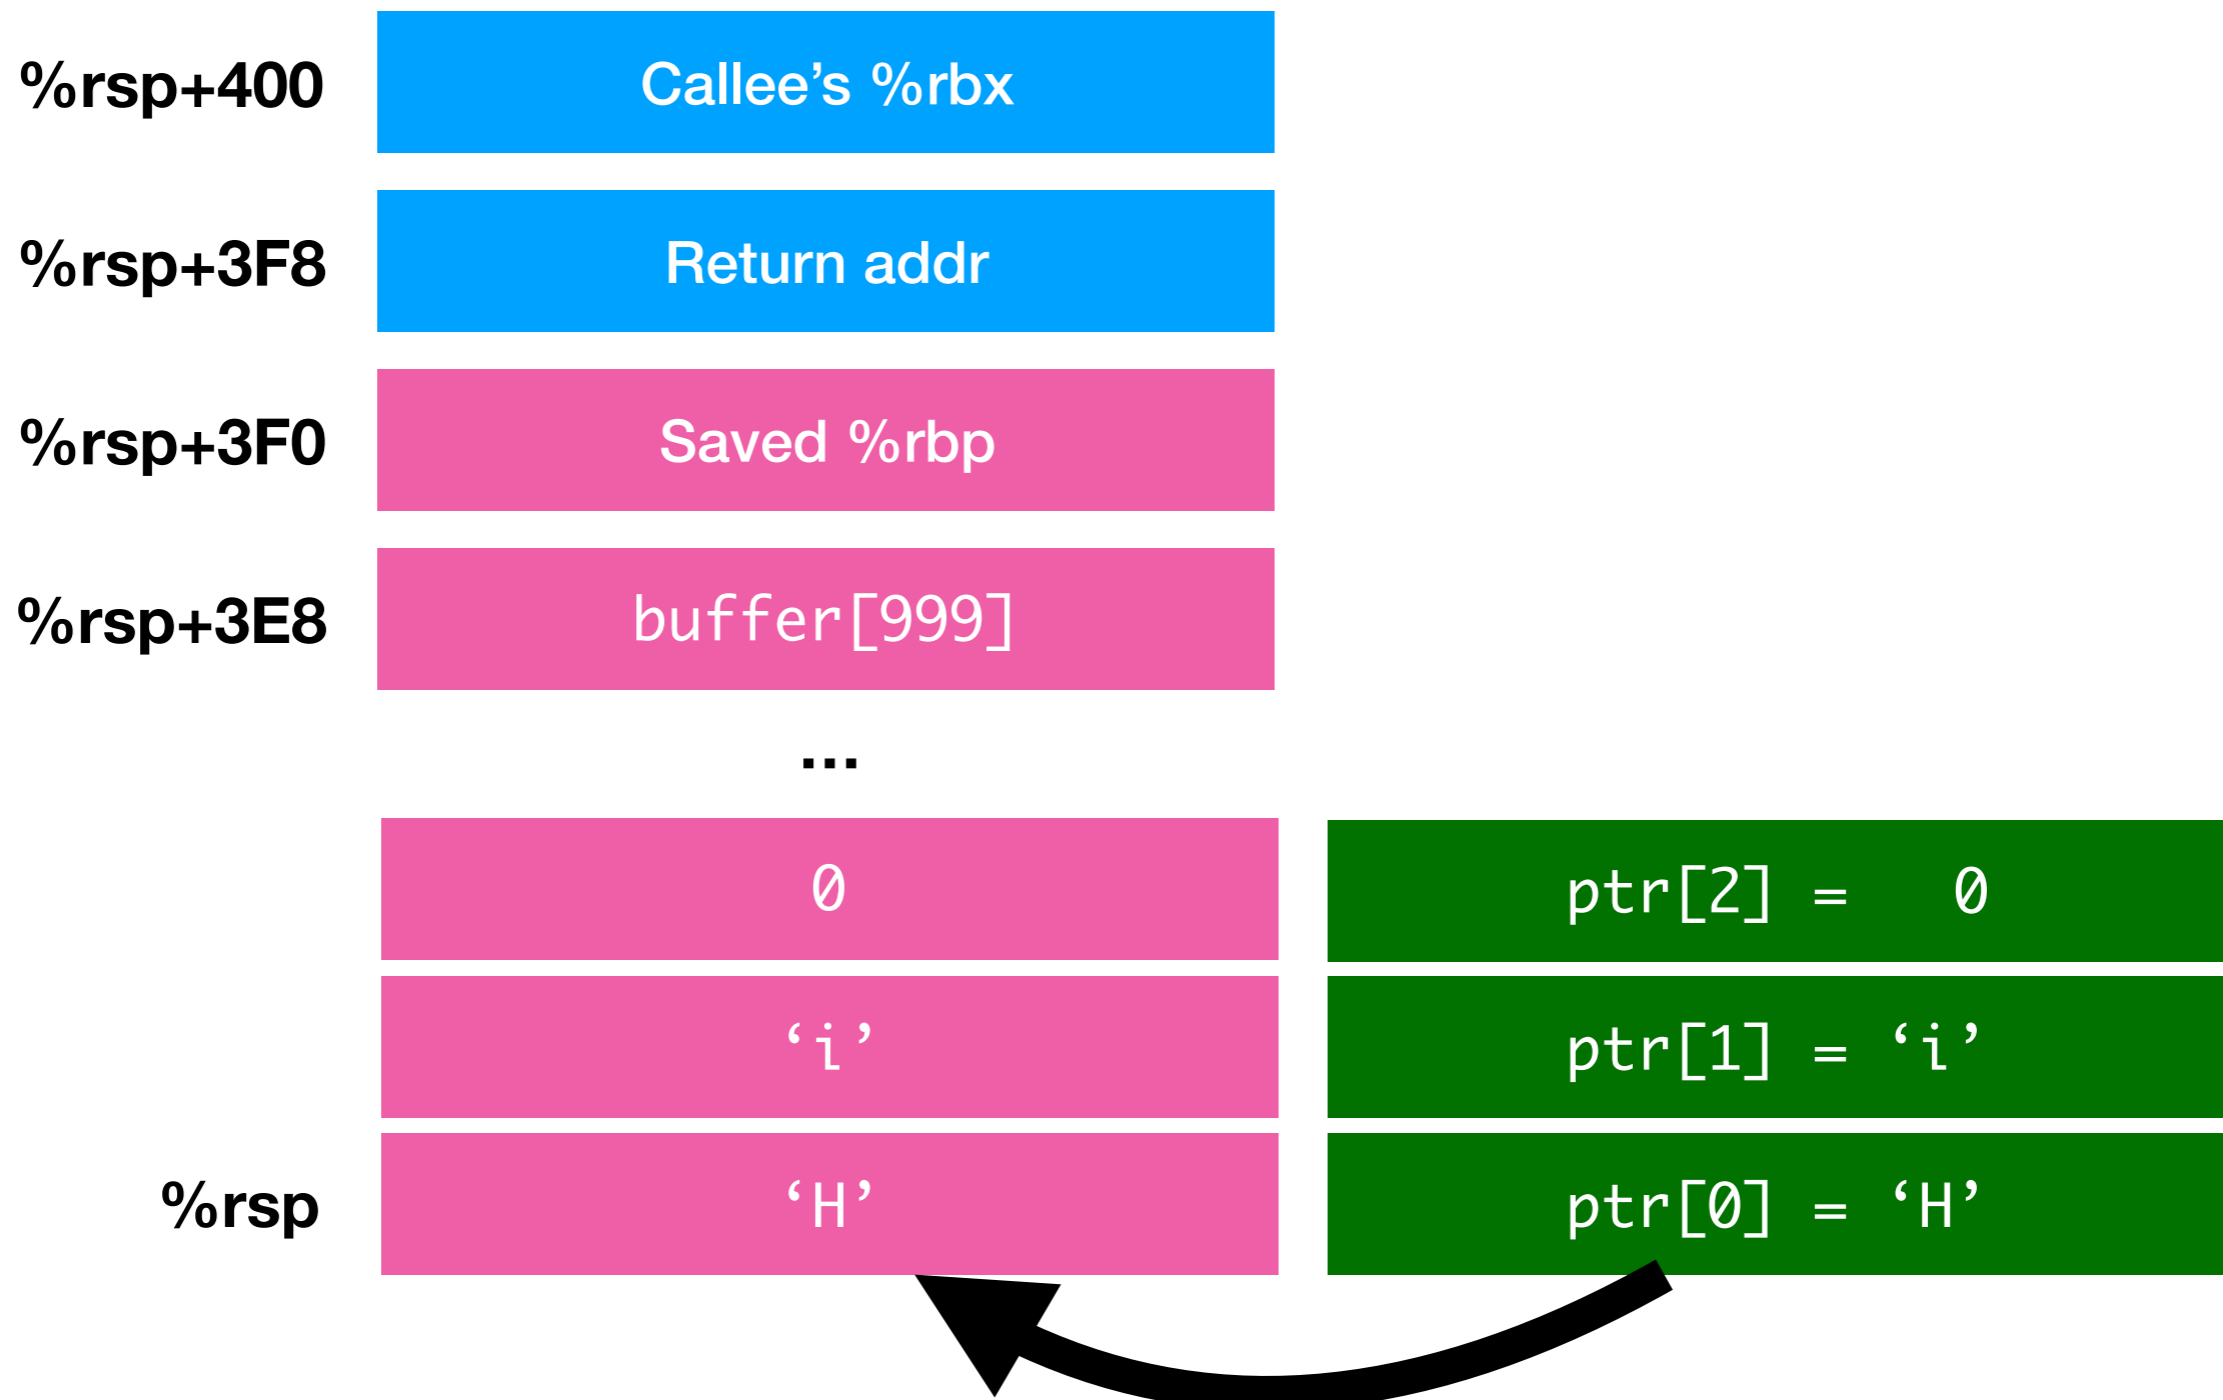 %rsp+400 Callee’s %rbx
%rsp+3F8 Return addr
%rsp+3F0 Saved %rbp
%rsp+3E8 buffer[999]
...
0 ptr[2] = 0
‘i’ ptr[1] = ‘i’
%rsp ‘H’ ptr[0] = ‘H’